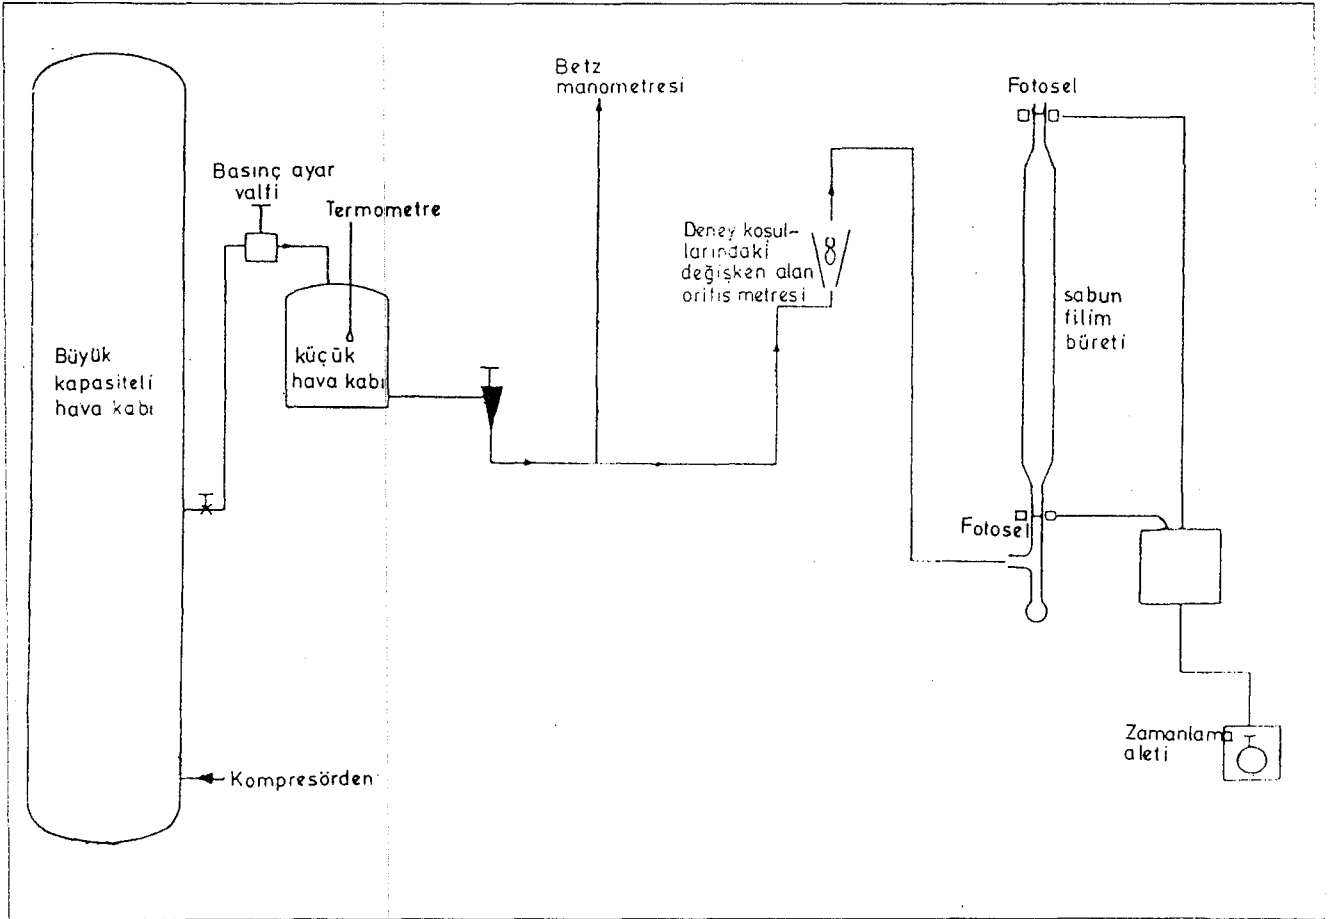 Betz
manometresi
Fotosel
Basınç ayar
valfi
Termometre
Deney koşul-
larındaki
değişken alan
orifis metresi
sabun
filim
büreti
Büyük
kapasiteli
hava kabı
küçük
hava kabı
Fotosel
Zamanlama
aleti
Kompresörden